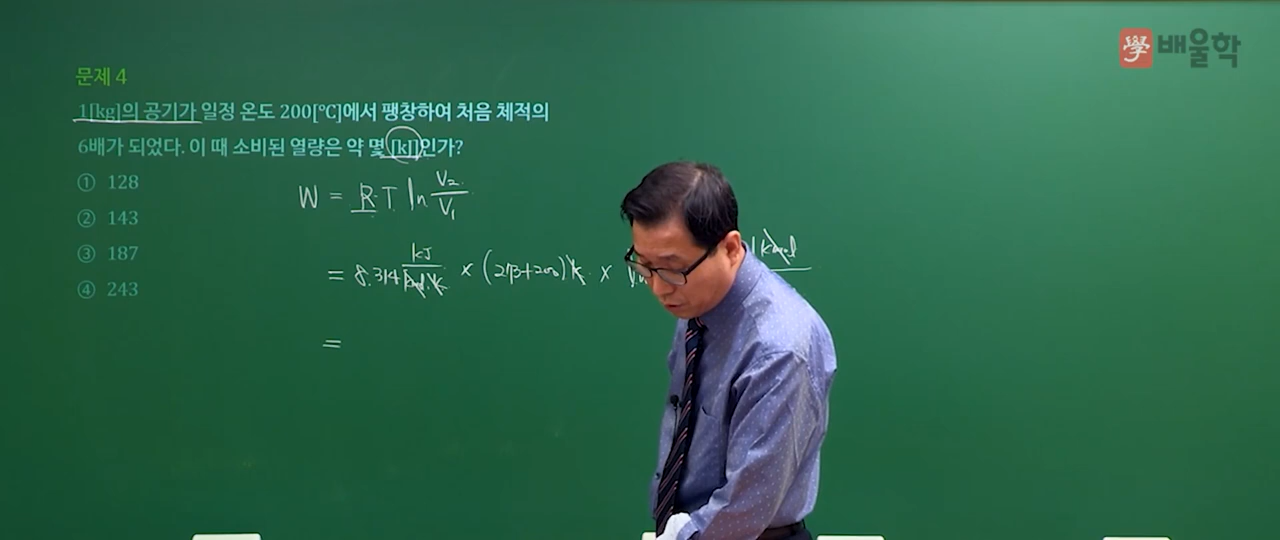 學 배울학
문제 4
1[kg]의 공기가 일정 온도 200[℃]에서 팽창하여 처음 체적의
6배가 되었다. 이 때 소비된 열량은 약 몇 [kJ]인가?
① 128
② 143
③ 187
④ 243
W = R·T ln V₂/V₁
= 8.314 kJ/kmol·K × (273+200)K × 1kmol
=